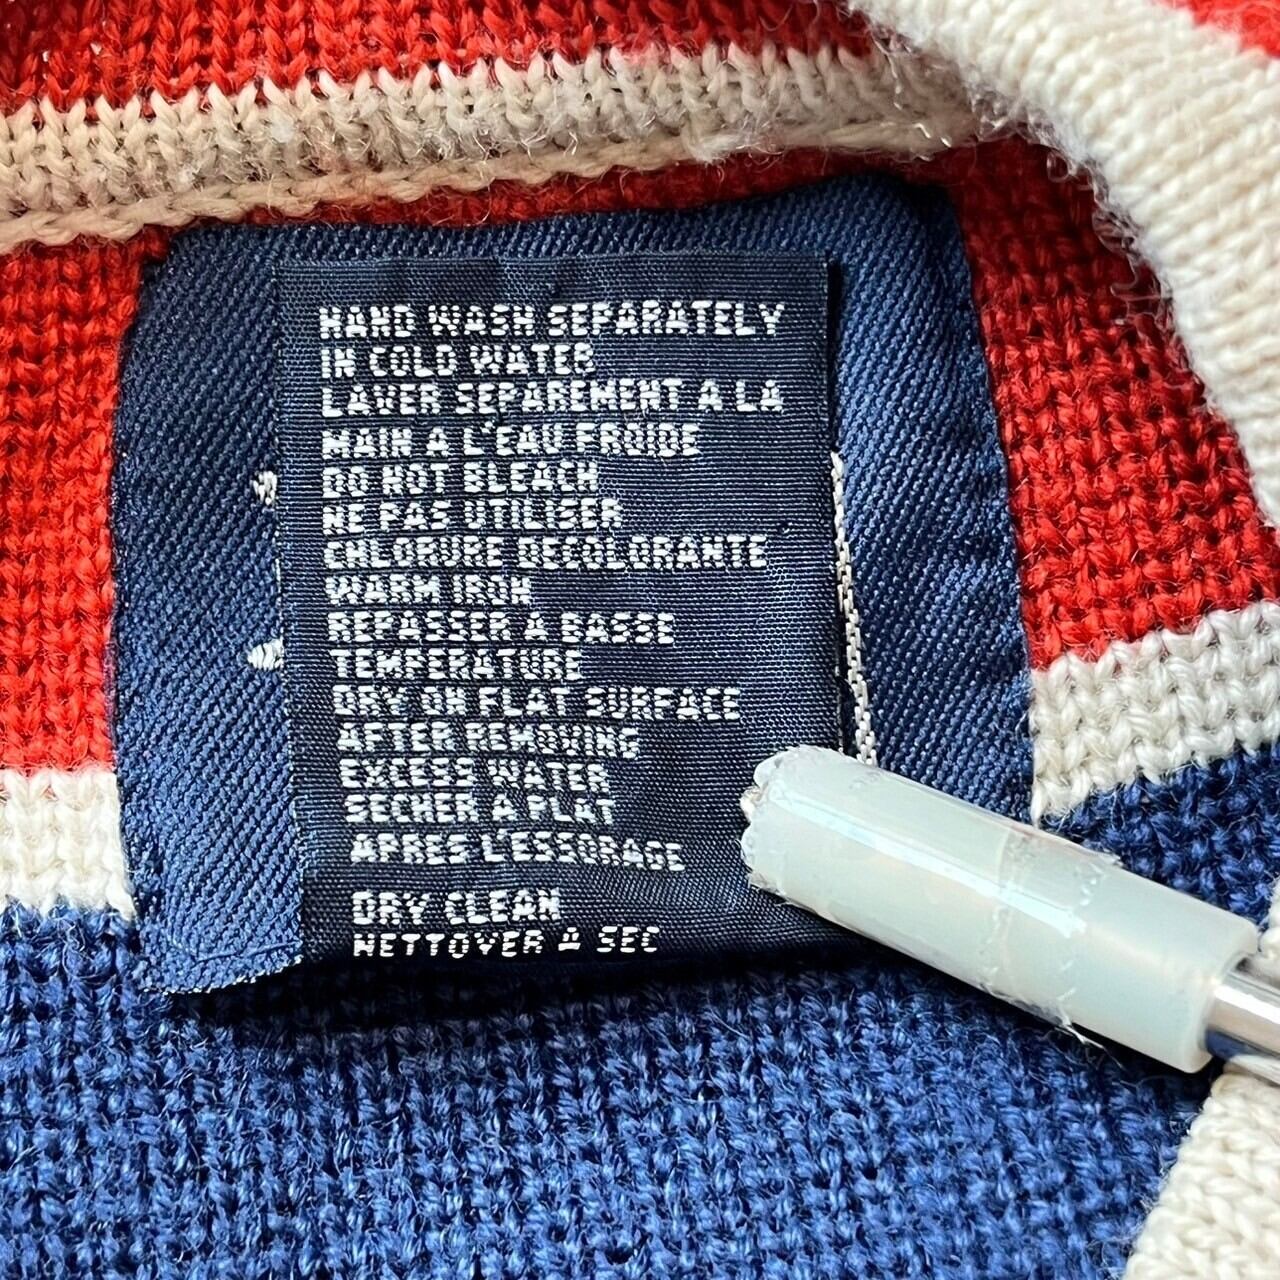 HAND WASH SEPARATELY
IN COLD WATER
LAVER SEPAREMENT A LA
MAIN A L'EAU FROIDE
DO NOT BLEACH
NE PAS UTILISER
CHLORURE DECOLORANTE
WARM IRON
REPASSER A BASSE
TEMPERATURE
DRY ON FLAT SURFACE
AFTER REMOVING
EXCESS WATER
SECHER A PLAT
APRES L'ESSORAGE
DRY CLEAN
NETTOYER A SEC